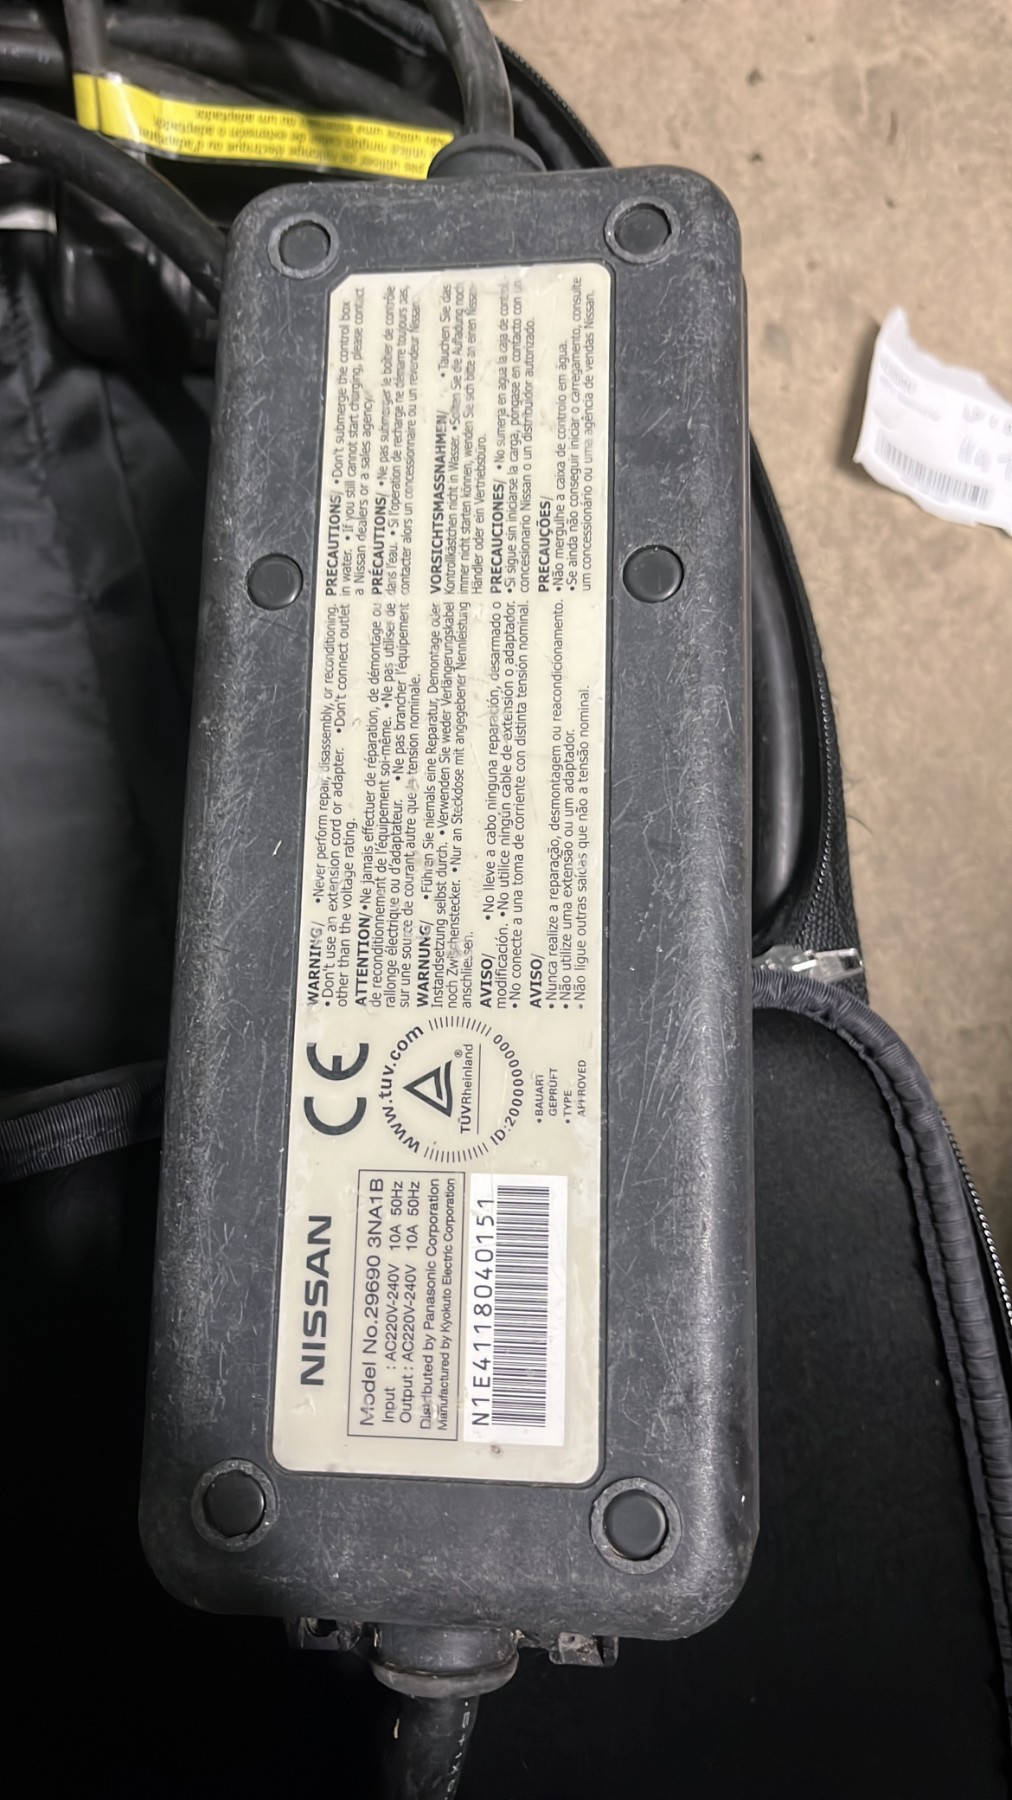 NISSAN
Model No.29690 3NA1B
Input : AC220V-240V 10A 50Hz
Output : AC220V-240V 10A 50Hz
Distributed by Panasonic Corporation
Manufactured by Kyokuto Electric Corporation
N1E4118040151
CE
www.tuv.com
TÜVRheinland®
ID:2000000000
•BAUART
GEPRÜFT
•TYPE
APPROVED
WARNING/ •Never perform repair, disassembly, or reconditioning.
•Don't use an extension cord or adapter. •Don't connect outlet
other than the voltage rating.
ATTENTION/•Ne jamais effectuer de réparation, de démontage ou
de reconditionnement de l'équipement soi-même. •Ne pas utiliser de
rallonge électrique ou d'adaptateur. •Ne pas brancher l'équipement
sur une source de courant autre que la tension nominale.
WARNUNG/ •Führen Sie niemals eine Reparatur, Demontage oder
Instandsetzung selbst durch. •Verwenden Sie weder Verlängerungskabel
noch Zwischenstecker. •Nur an Steckdose mit angegebener Nennleistung
anschliessen.
AVISO/ •No lleve a cabo ninguna reparación, desarmado o
modificación. •No utilice ningún cable de extensión o adaptador.
•No conecte a una toma de corriente con distinta tensión nominal.
AVISO/
•Nunca realize a reparação, desmontagem ou reacondicionamento.
•Não utilize uma extensão ou um adaptador.
•Não ligue outras saídas que não a tensão nominal.
PRECAUTIONS/ •Don't submerge the control box
in water. •If you still cannot start charging, please contact
a Nissan dealers or a sales agency.
PRÉCAUTIONS/ •Ne pas submerger le boîtier de contrôle
dans l'eau. •Si l'opération de recharge ne démarre toujours pas,
contacter alors un concessionnaire ou un revendeur Nissan.
VORSICHTSMASSNAHMEN/ •Tauchen Sie das
Kontrollkästchen nicht in Wasser. •Sollten Sie die Aufladung noch
immer nicht starten können, wenden Sie sich bitte an einen Nissan-
Händler oder ein Vertriebsbüro.
PRECAUCIONES/ •No sumerja en agua la caja de control.
•Si sigue sin iniciarse la carga, póngase en contacto con un
concesionario Nissan o un distribuidor autorizado.
PRECAUÇÕES/
•Não mergulhe a caixa de controlo em água.
•Se ainda não conseguir iniciar o carregamento, consulte
um concessionário ou uma agência de vendas Nissan.